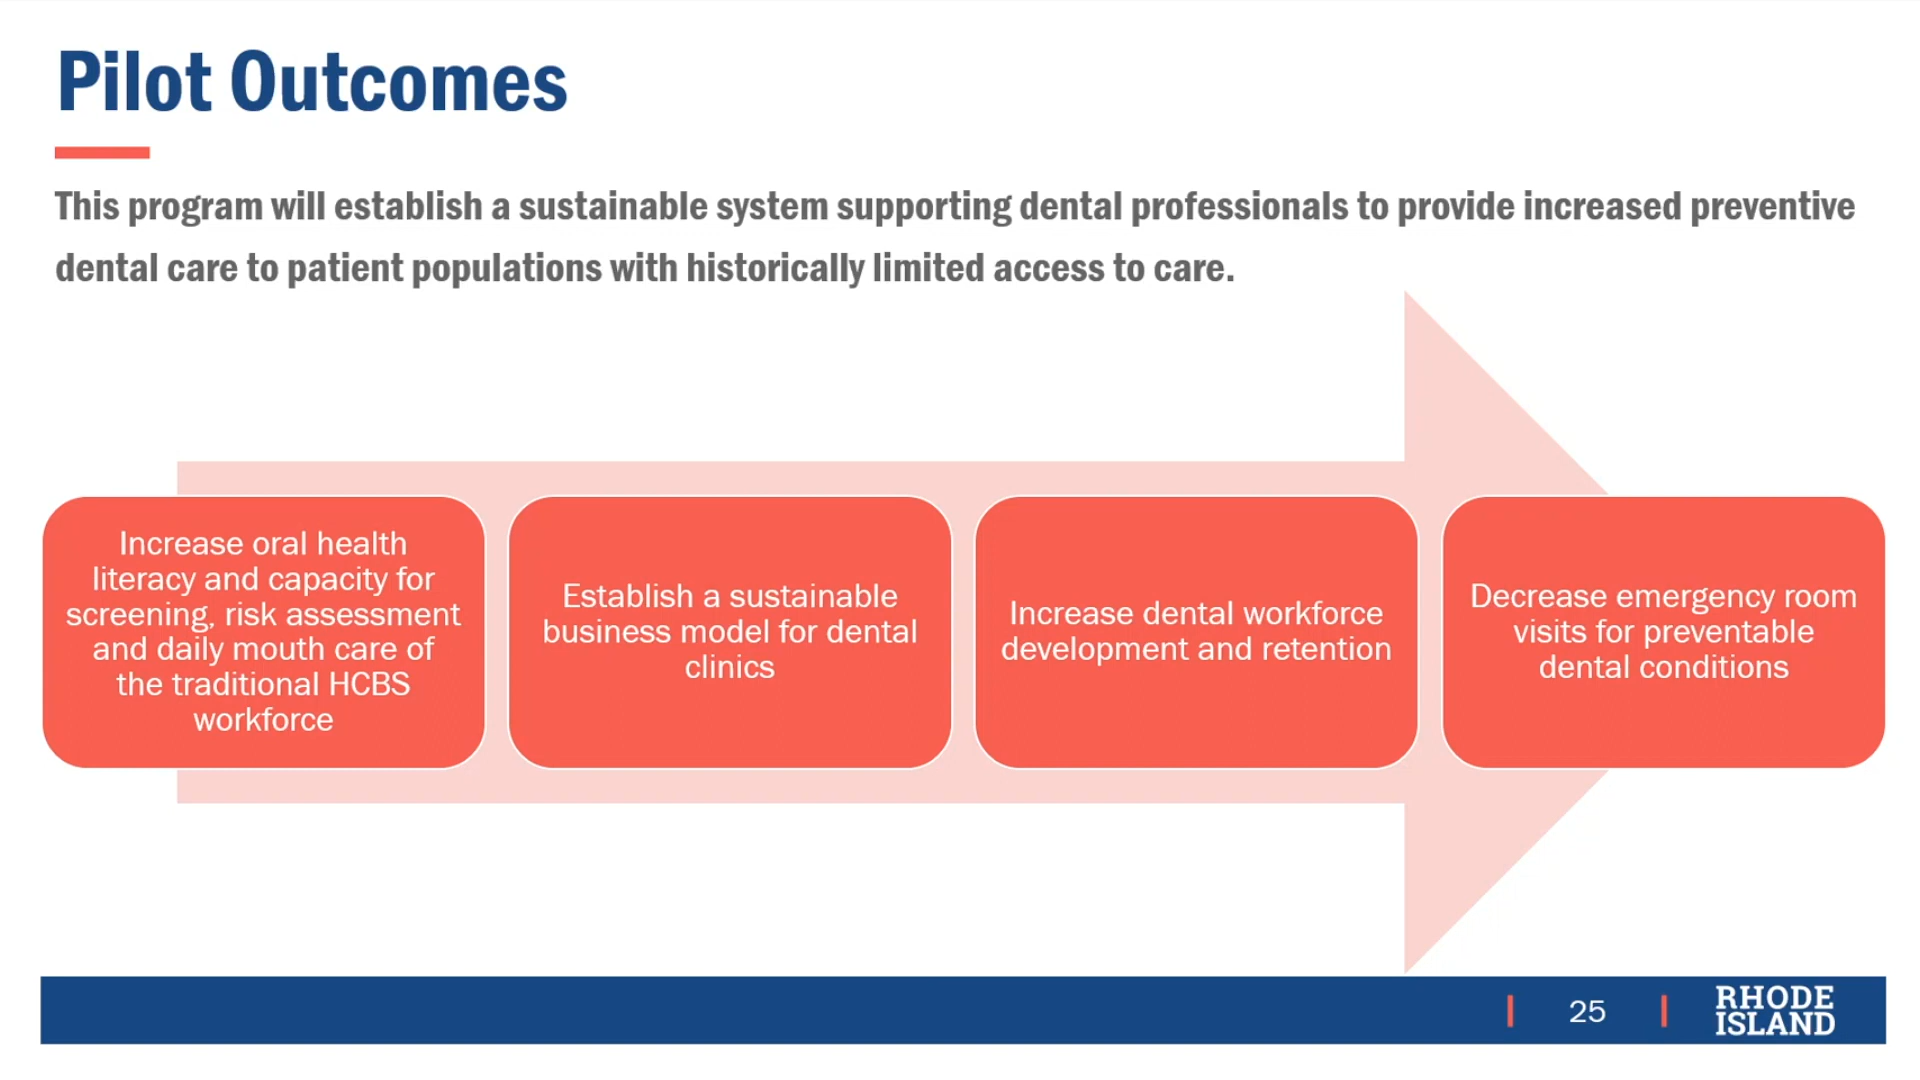 Pilot Outcomes
This program will establish a sustainable system supporting dental professionals to provide increased preventive
dental care to patient populations with historically limited access to care.
Increase oral health
literacy and capacity for
screening, risk assessment
and daily mouth care of
the traditional HCBS
workforce
Establish a sustainable
business model for dental
clinics
Increase dental workforce
development and retention
Decrease emergency room
visits for preventable
dental conditions
25
RHODE
ISLAND